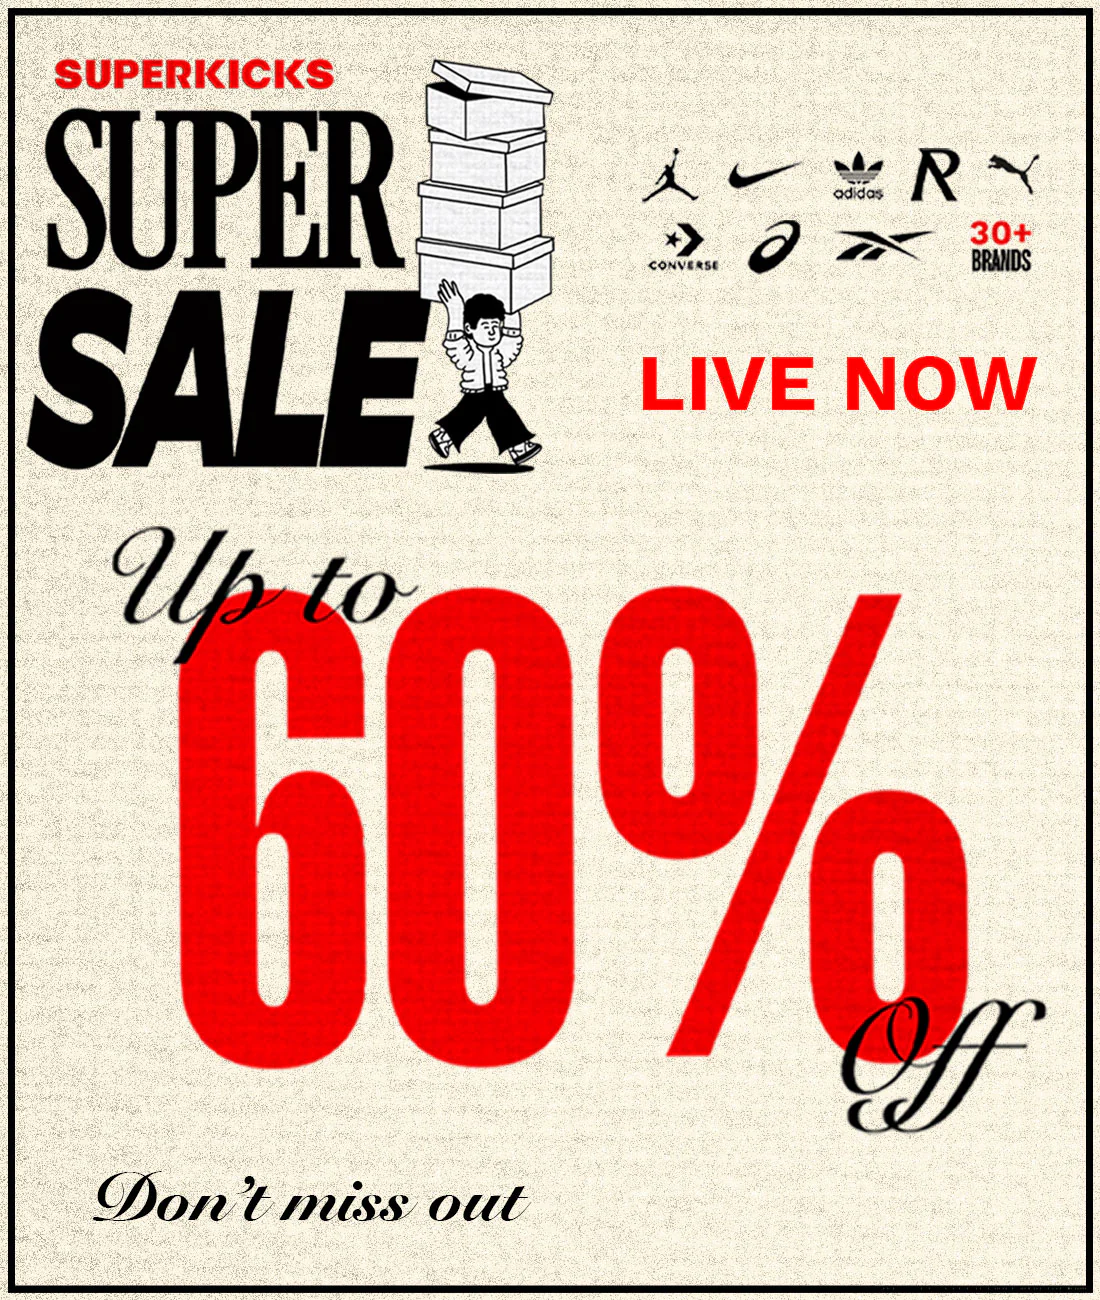 SUPERKICKS
SUPER
SALE
adidas
R
CONVERSE
30+
BRANDS
LIVE NOW
Up to
60%
Off
Don't miss out